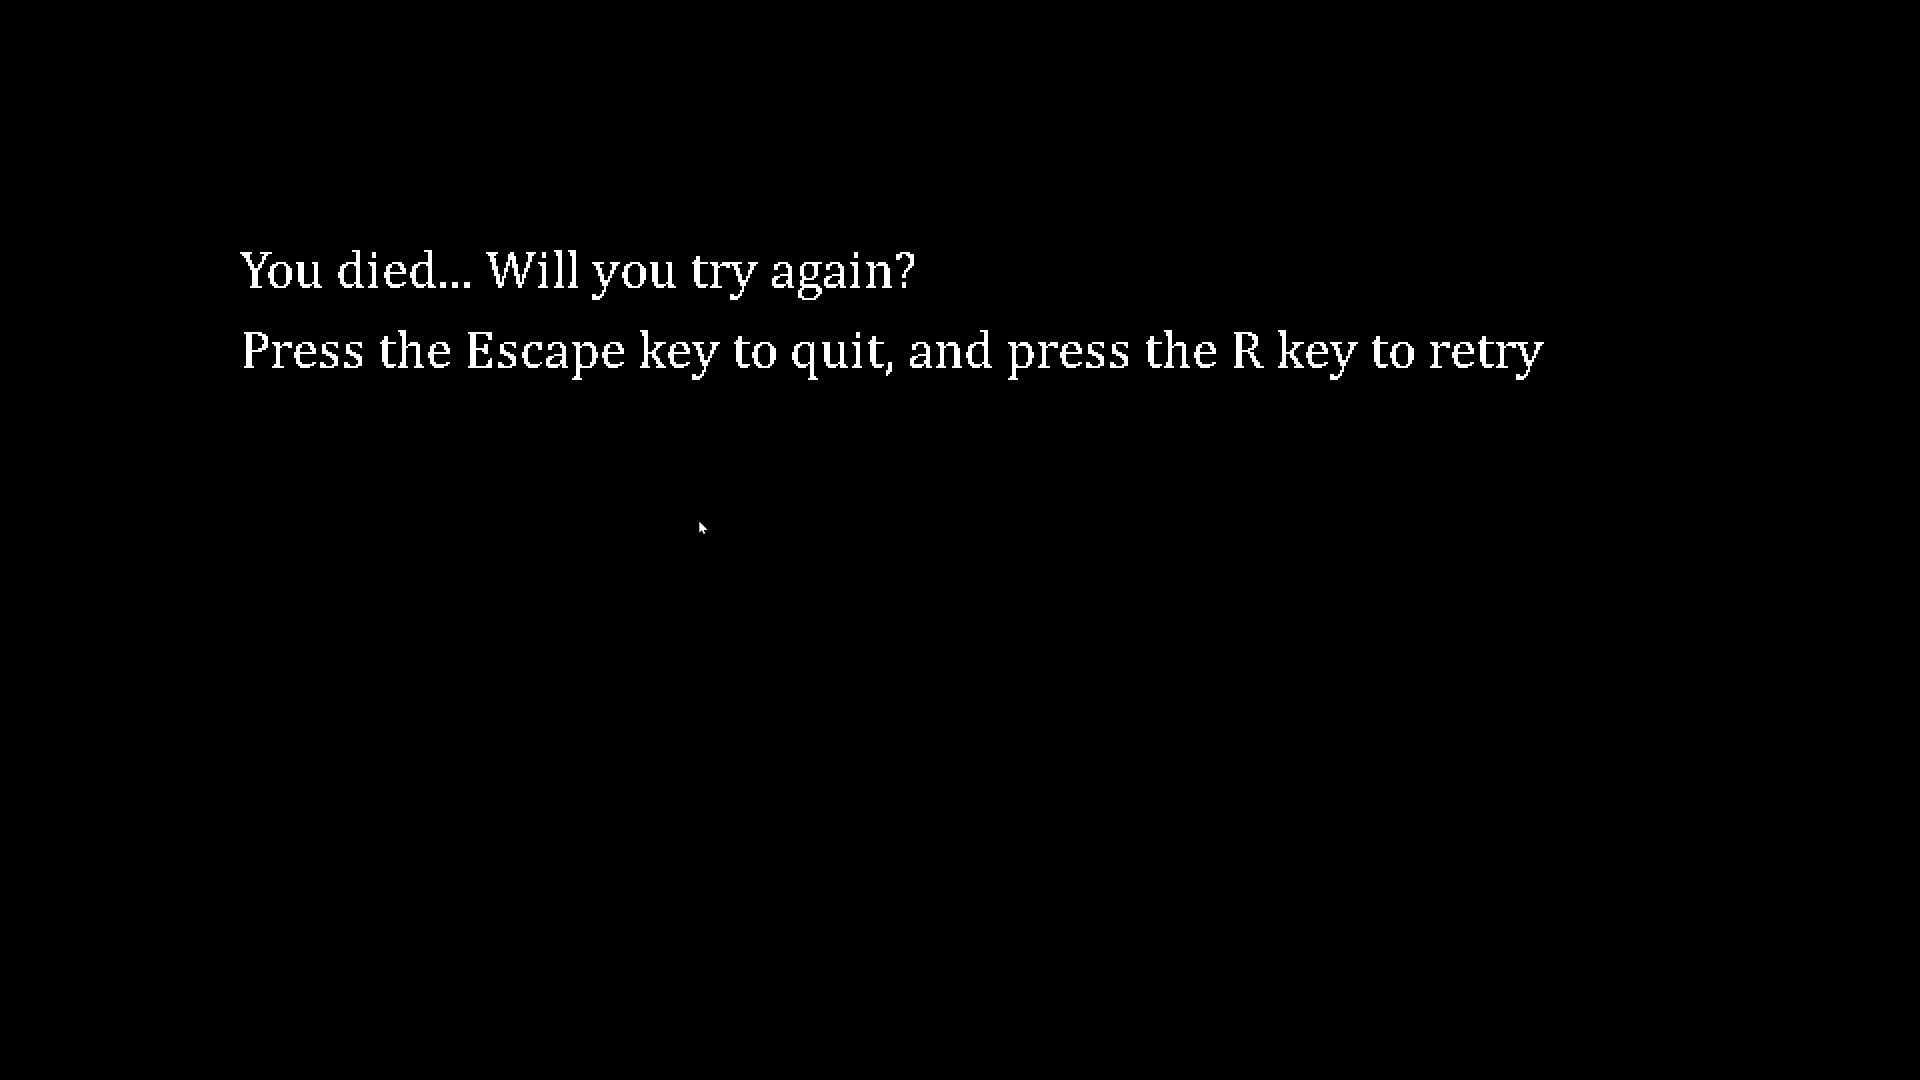 You died... Will you try again?
Press the Escape key to quit, and press the R key to retry